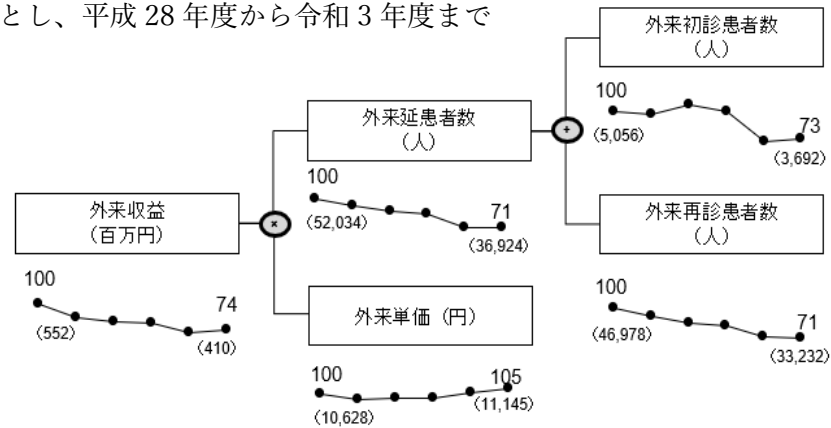 とし、平成 28 年度から令和 3 年度まで
外来初診患者数
（人）
100
(5,056)
73
(3,692)
外来延患者数
（人）
+
100
(52,034)
71
(36,924)
外来収益
（百万円）
×
100
(552)
74
(410)
外来再診患者数
（人）
100
(46,978)
71
(33,232)
外来単価（円）
100
(10,628)
105
(11,145)